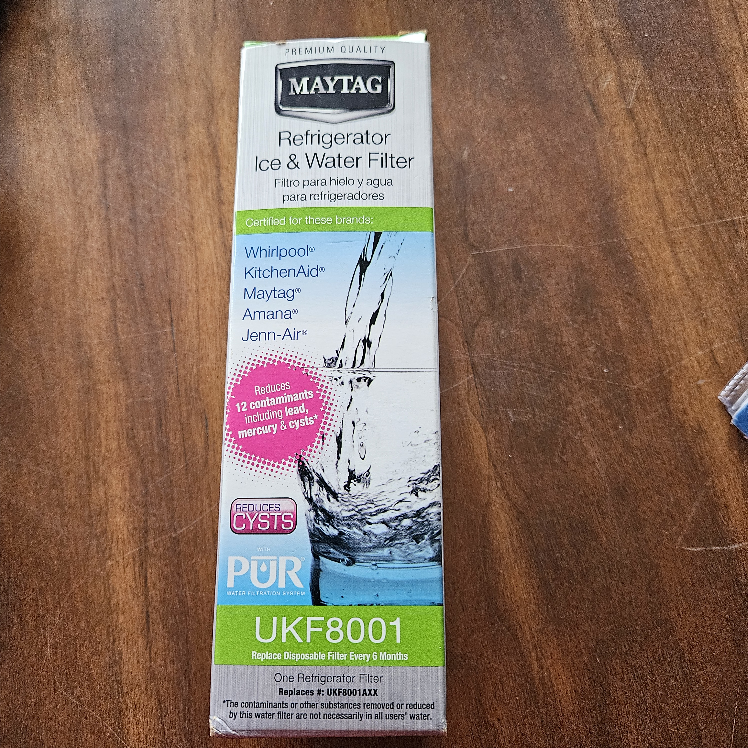 PREMIUM QUALITY
MAYTAG
Refrigerator
Ice & Water Filter
Filtro para hielo y agua
para refrigeradores
Certified for these brands:
Whirlpool®
KitchenAid®
Maytag®
Amana®
Jenn-Air®
Reduces
12 contaminants
including lead,
mercury & cysts*
REDUCES
CYSTS
WITH
PŪR
WATER FILTRATION SYSTEM
UKF8001
Replace Disposable Filter Every 6 Months
One Refrigerator Filter
Replaces #: UKF8001AXX
*The contaminants or other substances removed or reduced
by this water filter are not necessarily in all users' water.